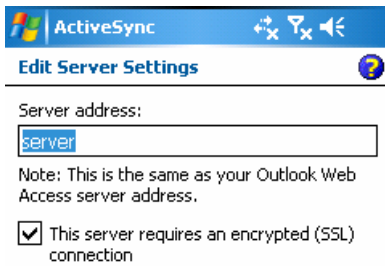 ActiveSync
Edit Server Settings
Server address:
server
Note: This is the same as your Outlook Web
Access server address.
This server requires an encrypted (SSL)
connection